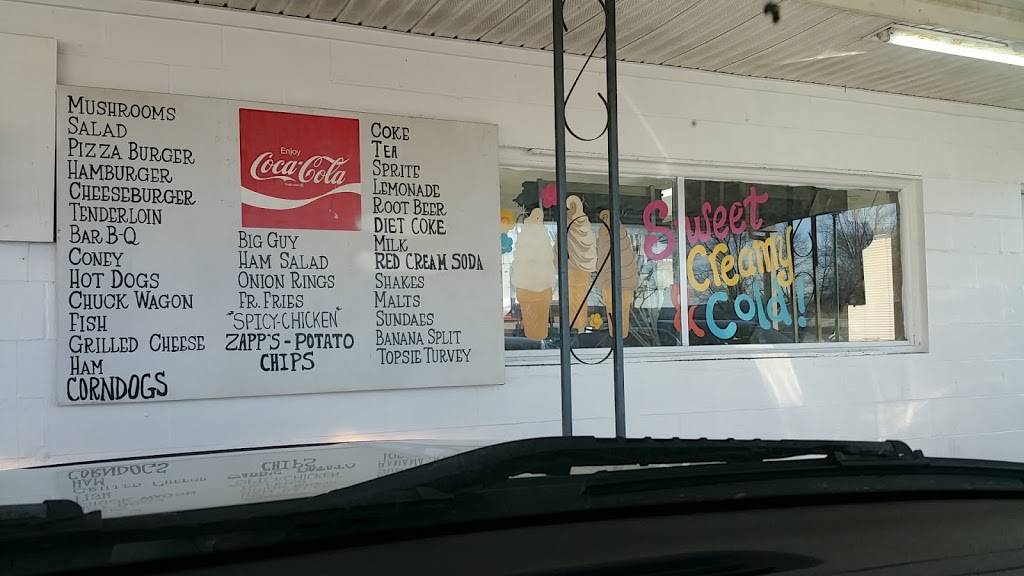 MUSHROOMS
SALAD
PIZZA BURGER
HAMBURGER
CHEESEBURGER
TENDERLOIN
BAR B-Q
CONEY
HOT DOGS
CHUCK WAGON
FISH
GRILLED CHEESE
HAM
CORNDOGS
Enjoy
Coca-Cola
BIG GUY
HAM SALAD
ONION RINGS
FR. FRIES
"SPICY-CHICKEN"
ZAPP'S - POTATO
CHIPS
COKE
TEA
SPRITE
LEMONADE
ROOT BEER
DIET COKE
MILK
RED CREAM SODA
SHAKES
MALTS
SUNDAES
BANANA SPLIT
TOPSIE TURVEY
Sweet
Creamy
& Cold!